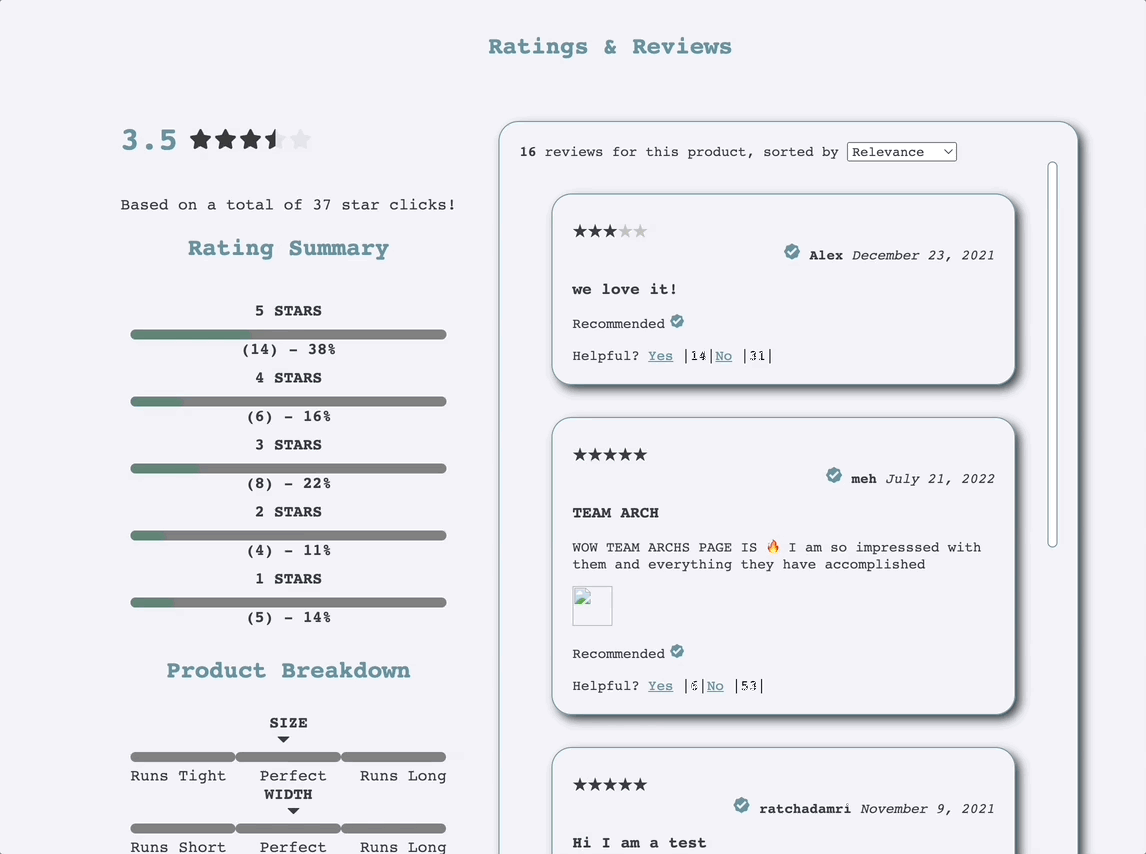 Ratings & Reviews
3.5
Based on a total of 37 star clicks!
Rating Summary
5 STARS
(14) - 38%
4 STARS
(6) - 16%
3 STARS
(8) - 22%
2 STARS
(4) - 11%
1 STARS
(5) - 14%
Product Breakdown
SIZE
Runs Tight Perfect Runs Long
WIDTH
Runs Short Perfect Runs Long
16 reviews for this product, sorted by Relevance
Alex December 23, 2021
we love it!
Recommended
Helpful? Yes |14|No |31|
meh July 21, 2022
TEAM ARCH
WOW TEAM ARCHS PAGE IS 🔥 I am so impresssed with
them and everything they have accomplished
Recommended
Helpful? Yes |6|No |53|
ratchadamri November 9, 2021
Hi I am a test